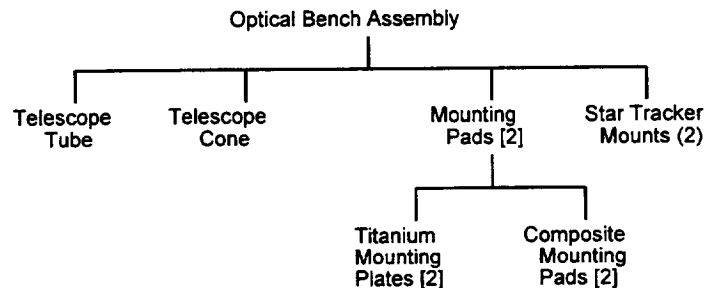 Optical Bench Assembly
Telescope
Tube
Telescope
Cone
Mounting
Pads [2]
Star Tracker
Mounts (2)
Titanium
Mounting
Plates [2]
Composite
Mounting
Pads [2]